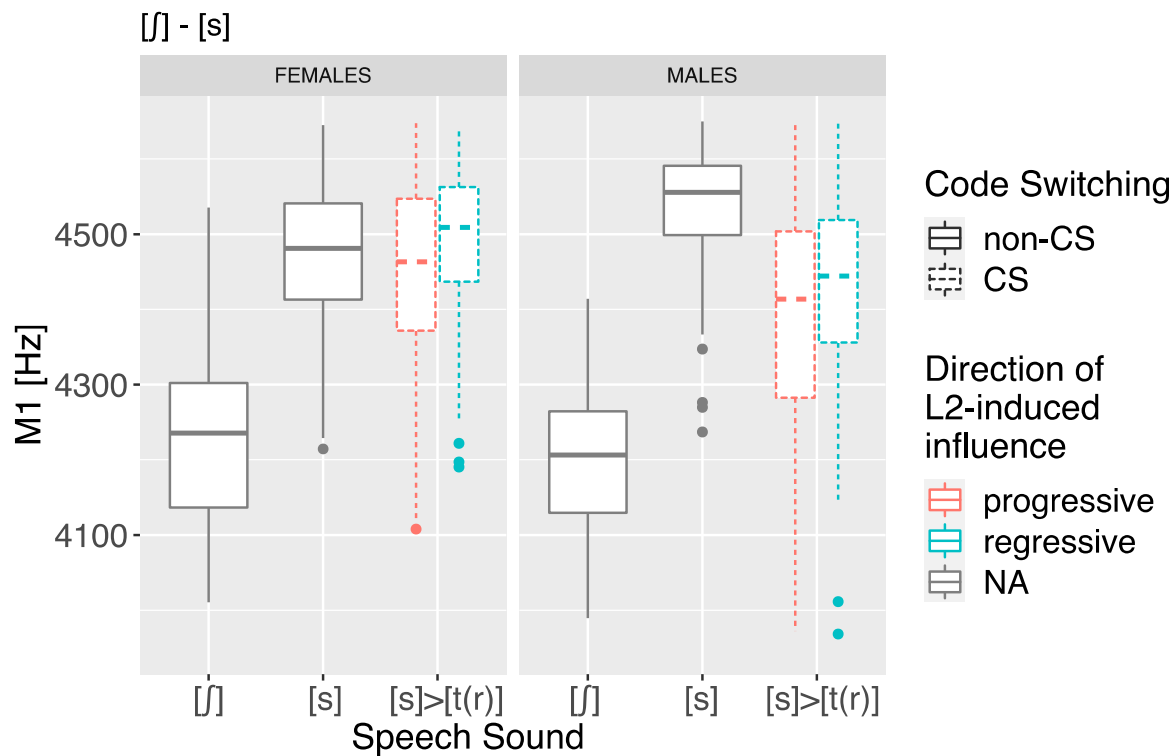 [ʃ] - [s]
FEMALES
MALES
M1 [Hz]
4500
4300
4100
[ʃ]
[s]
[s]>[t(r)]
[ʃ]
[s]
[s]>[t(r)]
Speech Sound
Code Switching
non-CS
CS
Direction of
L2-induced
influence
progressive
regressive
NA